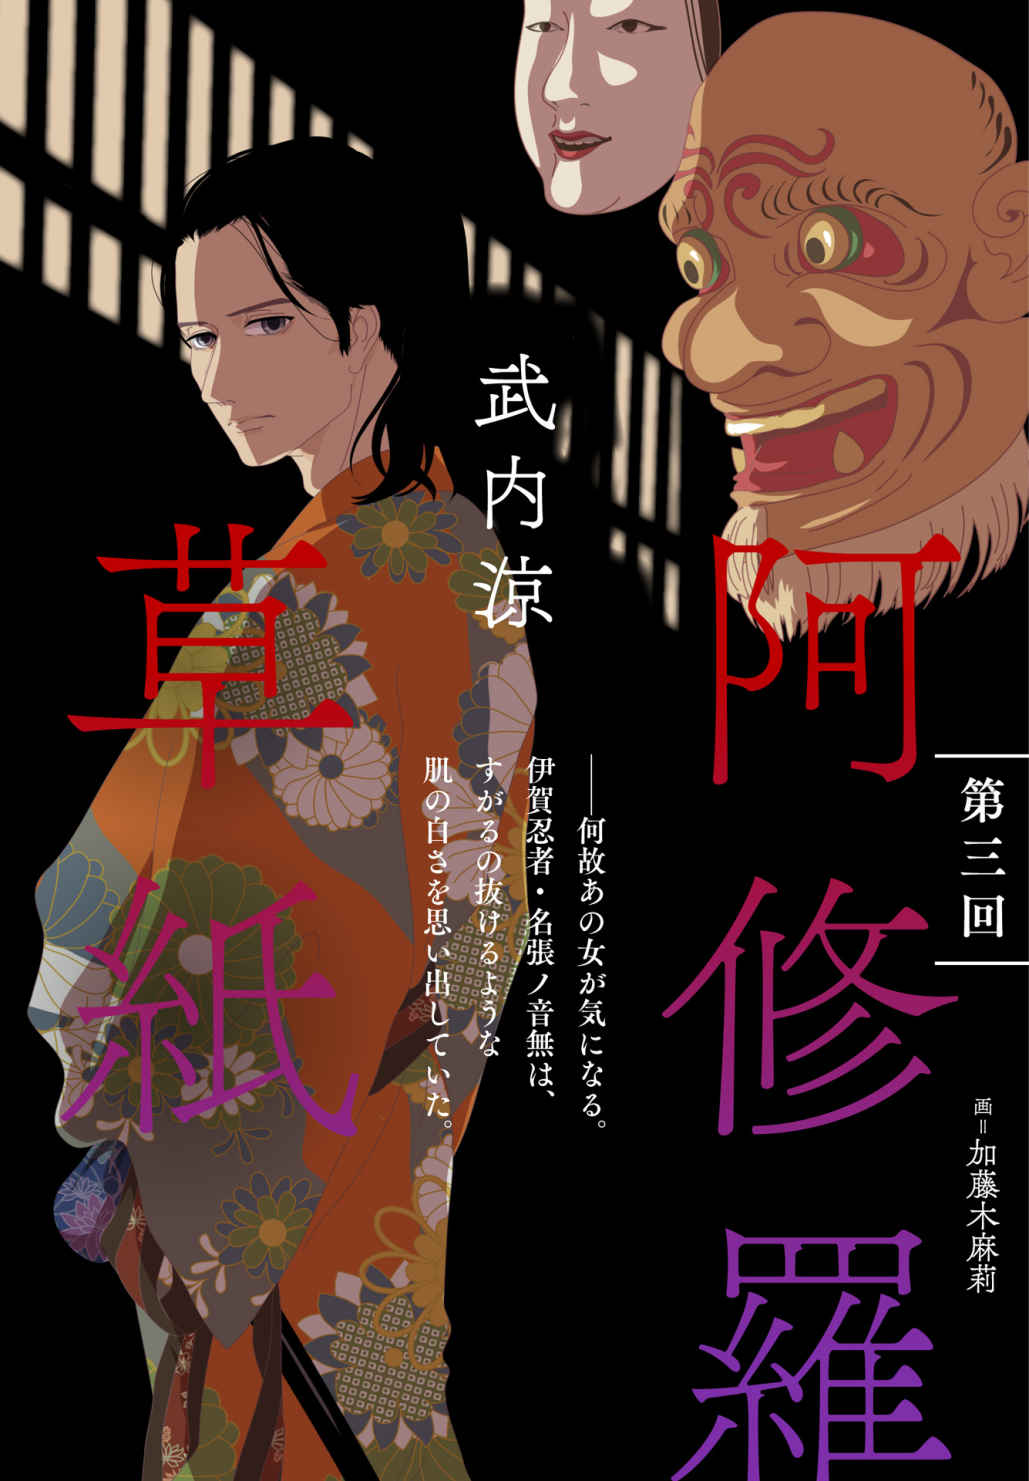 第三回
阿修羅
草紙
武内涼
――何故あの女が気になる。
伊賀忍者・名張ノ音無は、
すがるの抜けるような
肌の白さを思い出していた。
画=加藤木麻莉